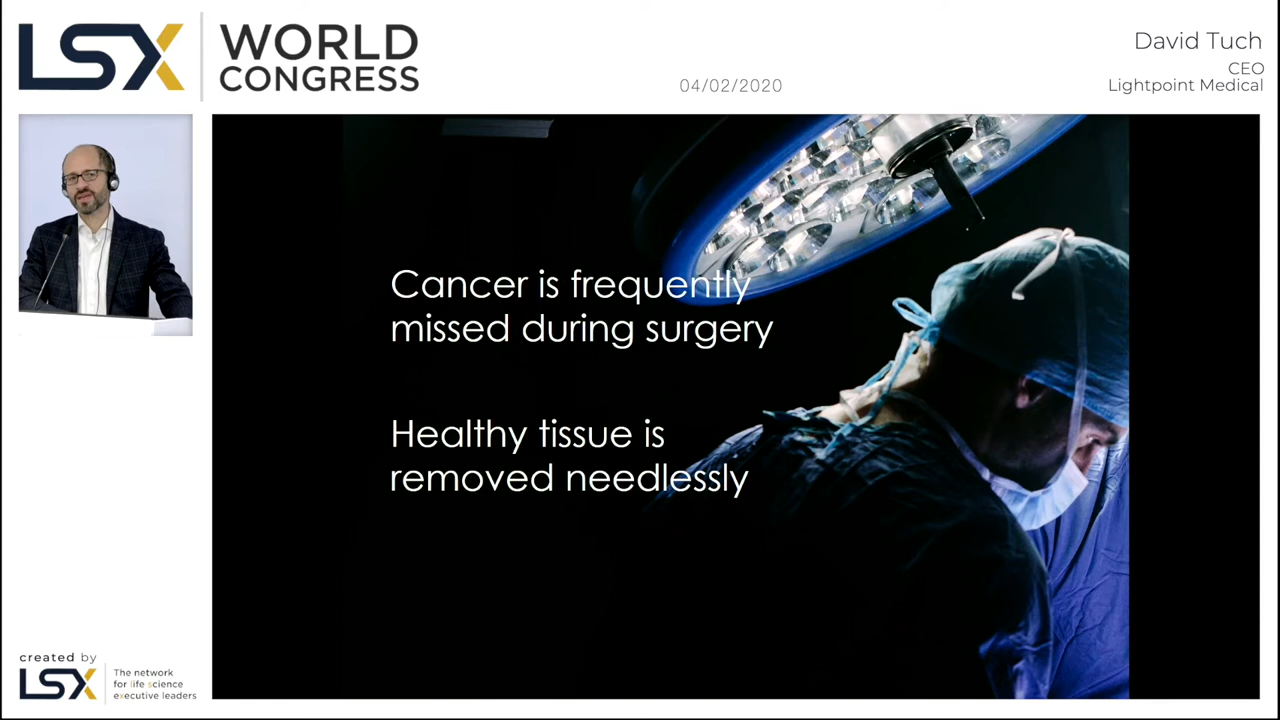 LSX
WORLD
CONGRESS
04/02/2020
David Tuch
CEO
Lightpoint Medical
Cancer is frequently
missed during surgery
Healthy tissue is
removed needlessly
created by
LSX
The network
for life science
executive leaders